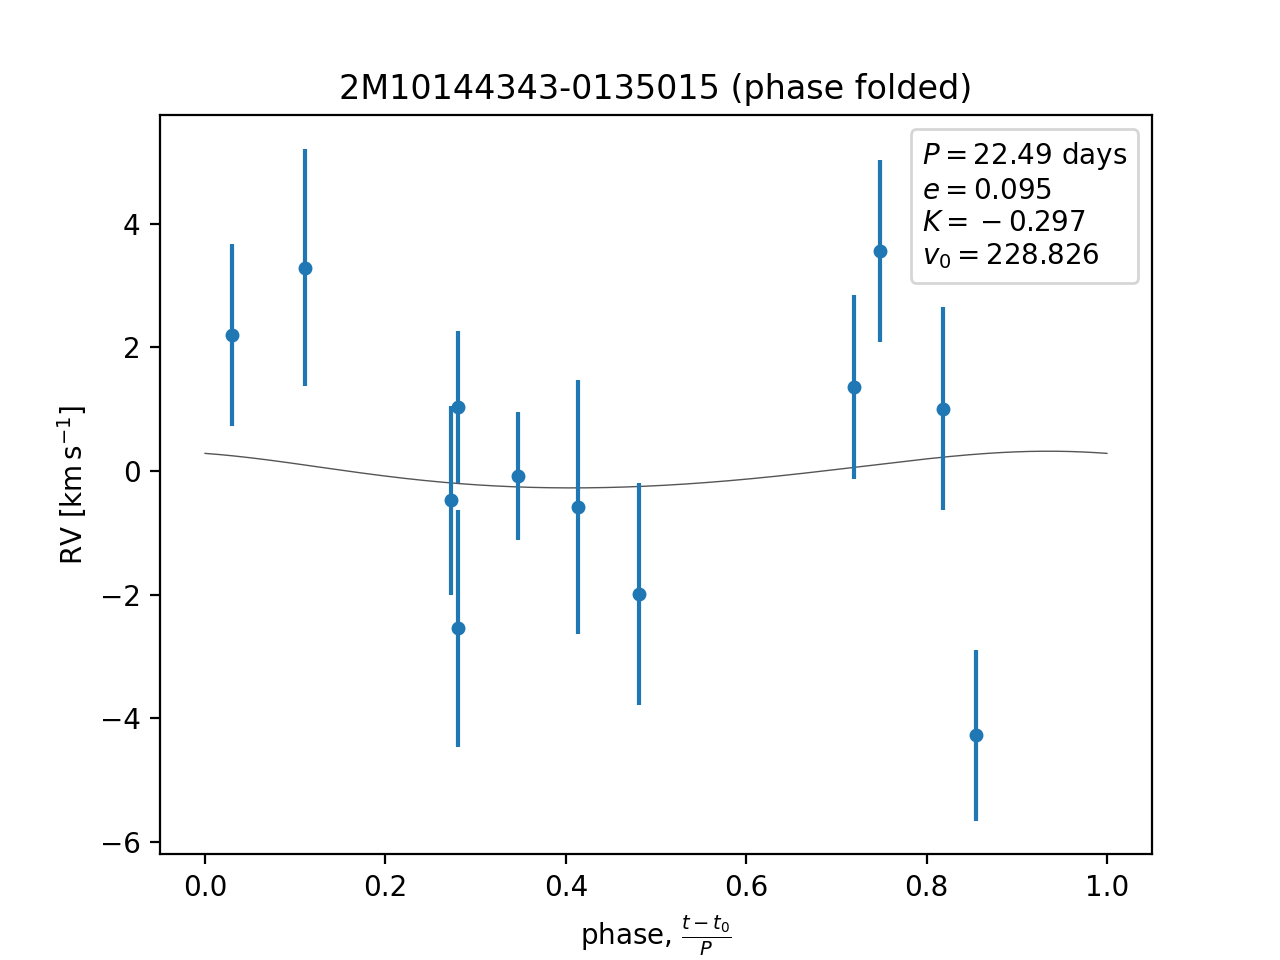 2M10144343-0135015 (phase folded)
P = 22.49 days
e = 0.095
K = −0.297
v₀ = 228.826
4
2
0
−2
−4
−6
RV [km s⁻¹]
0.0 0.2 0.4 0.6 0.8 1.0
phase, (t − t₀)/P